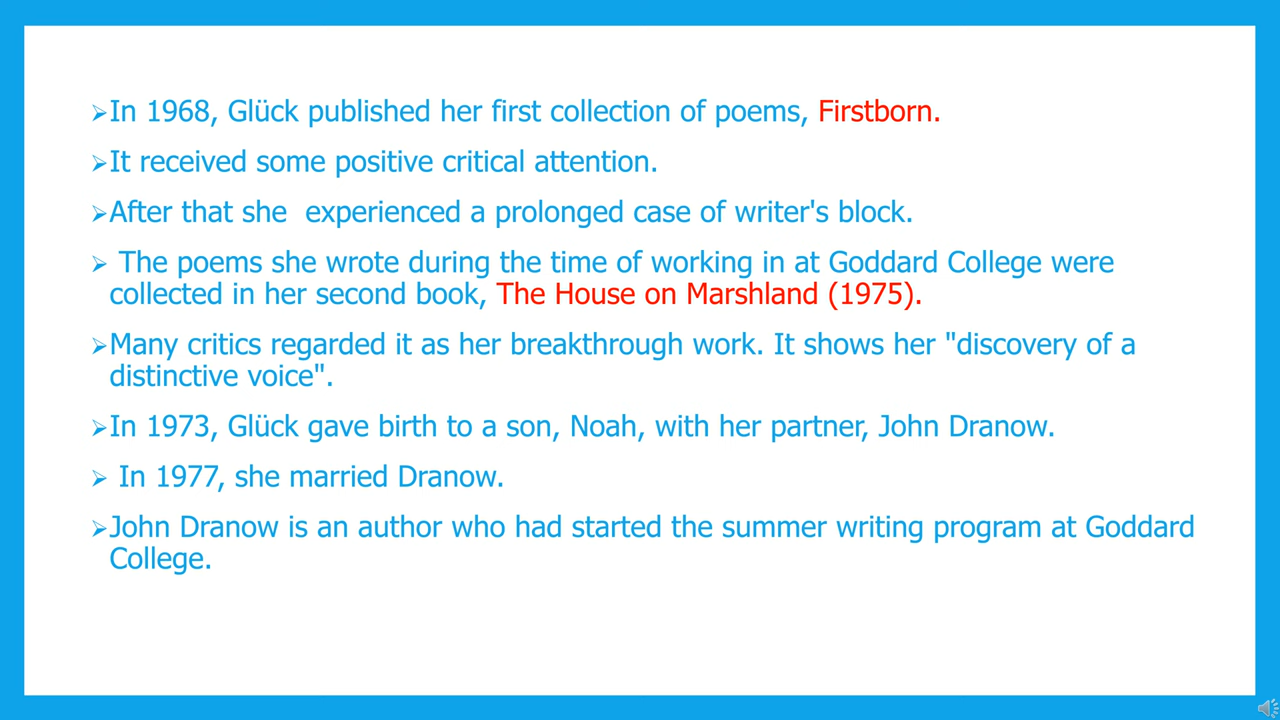 ➢In 1968, Glück published her first collection of poems, Firstborn.
➢It received some positive critical attention.
➢After that she  experienced a prolonged case of writer's block.
➢ The poems she wrote during the time of working in at Goddard College were
collected in her second book, The House on Marshland (1975).
➢Many critics regarded it as her breakthrough work. It shows her "discovery of a
distinctive voice".
➢In 1973, Glück gave birth to a son, Noah, with her partner, John Dranow.
➢ In 1977, she married Dranow.
➢John Dranow is an author who had started the summer writing program at Goddard
College.